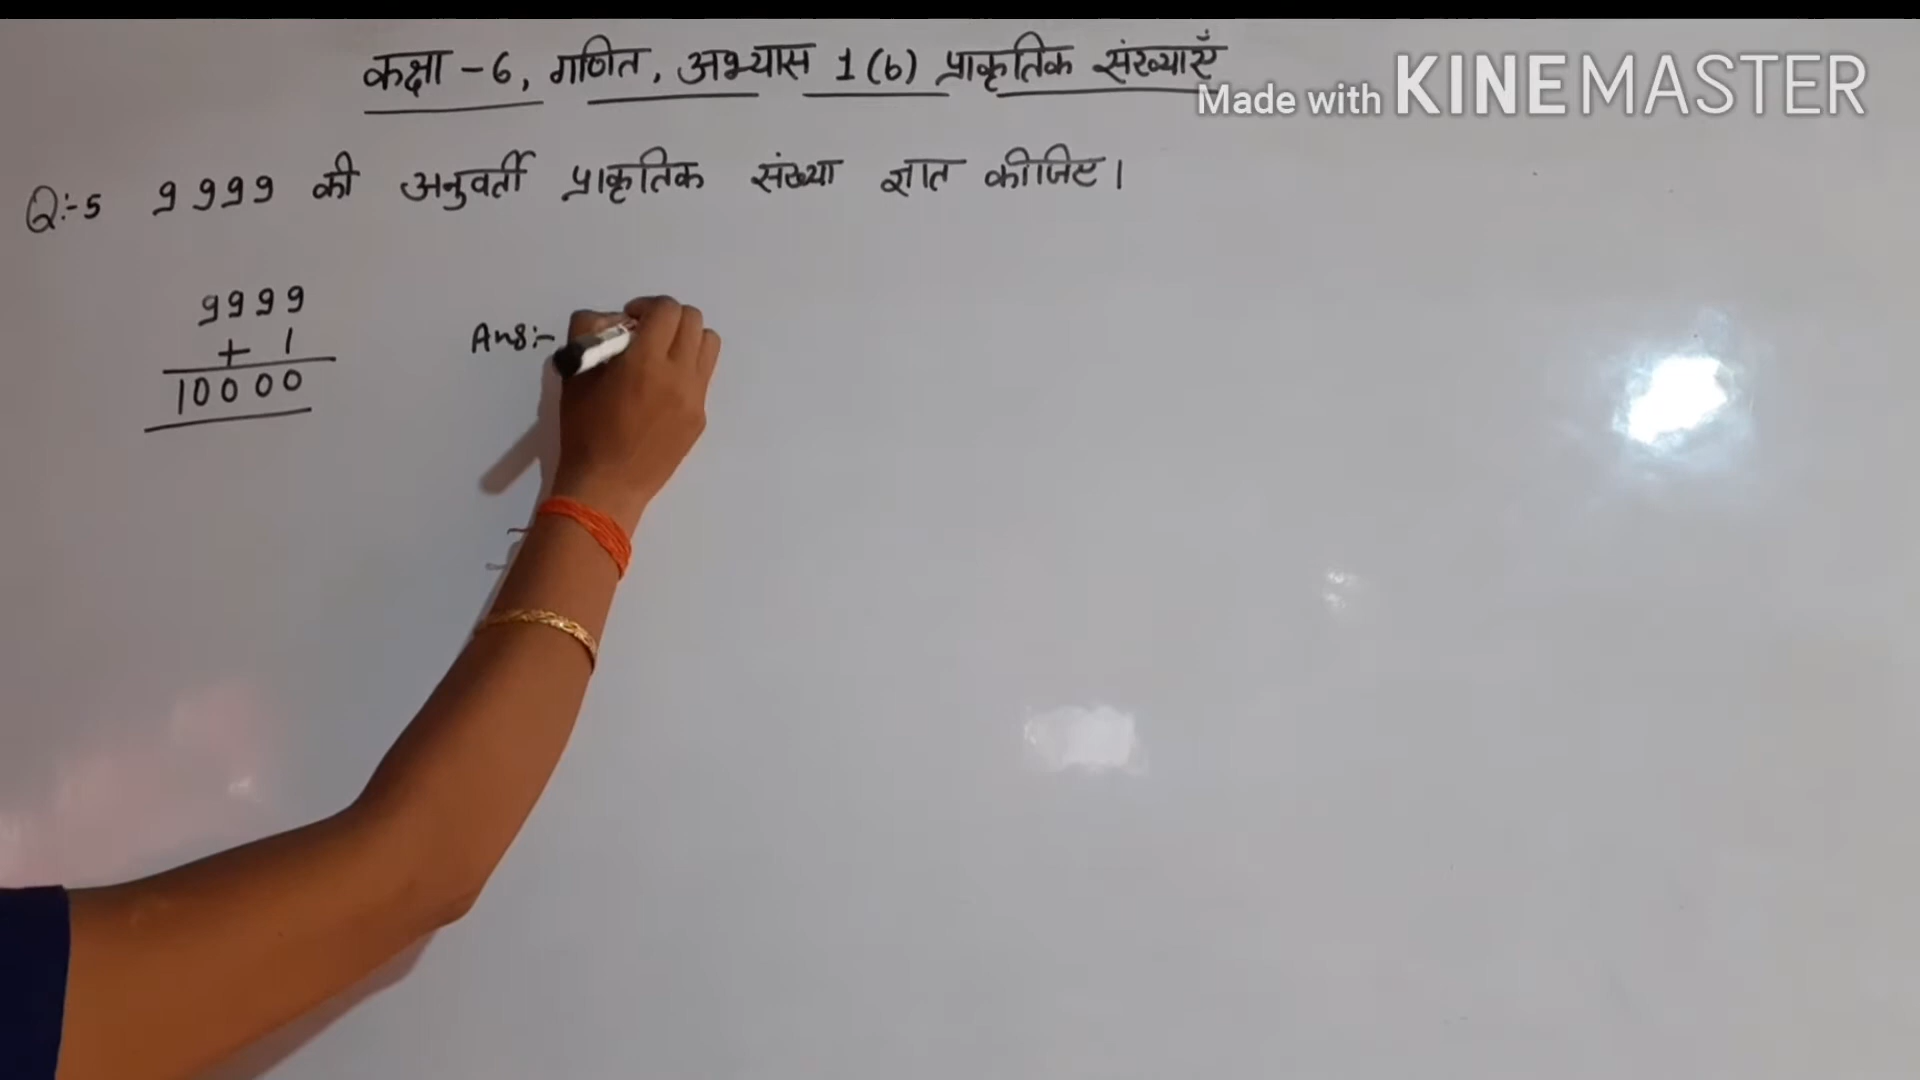 कक्षा - 6, गणित, अभ्यास 1 (b) प्राकृतिक संख्याएँ
Made with KINEMASTER
Q:-5 9999 की अनुवर्ती प्राकृतिक संख्या ज्ञात कीजिए।
9999
+ 1
10000
Ans:-